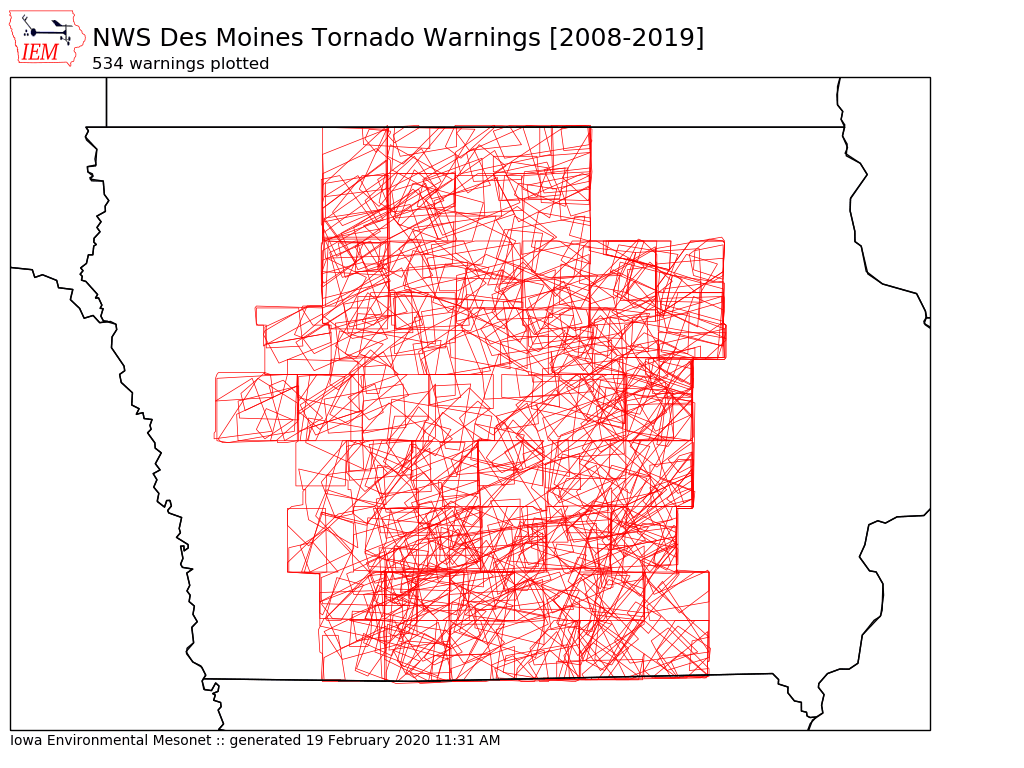 IEM
NWS Des Moines Tornado Warnings [2008-2019]
534 warnings plotted
Iowa Environmental Mesonet :: generated 19 February 2020 11:31 AM